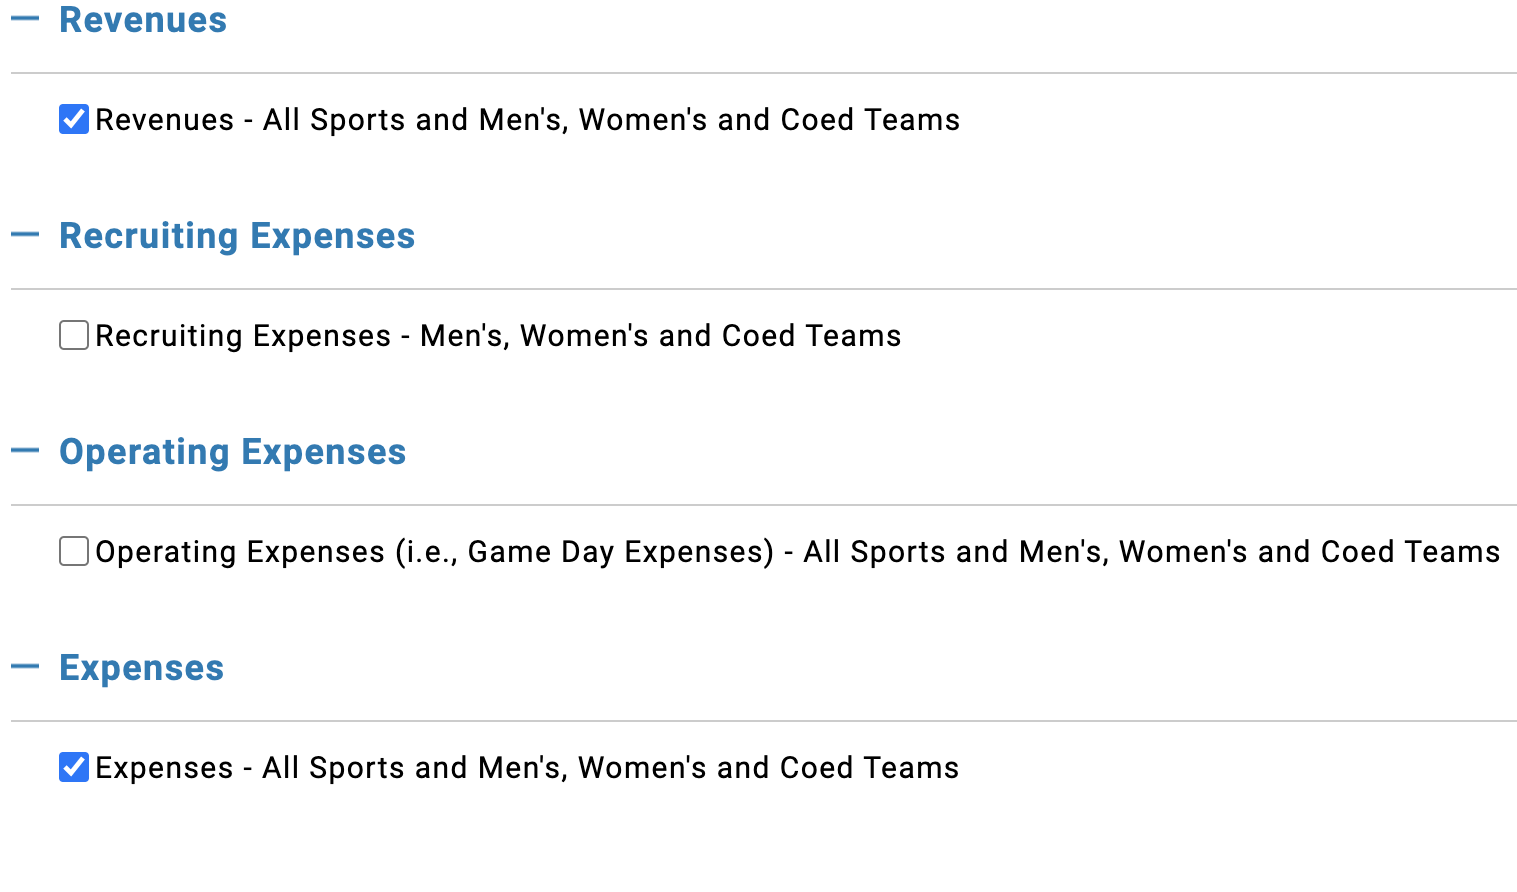 Revenues
Revenues - All Sports and Men's, Women's and Coed Teams
Recruiting Expenses
Recruiting Expenses - Men's, Women's and Coed Teams
Operating Expenses
Operating Expenses (i.e., Game Day Expenses) - All Sports and Men's, Women's and Coed Teams
Expenses
Expenses - All Sports and Men's, Women's and Coed Teams